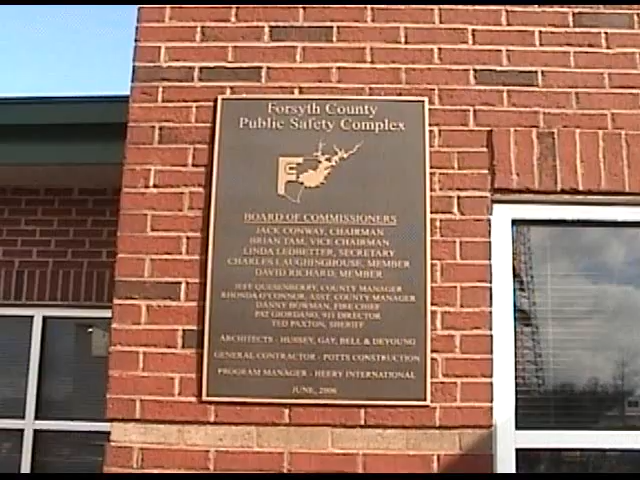 Forsyth County
Public Safety Complex
BOARD OF COMMISSIONERS
JACK CONWAY, CHAIRMAN
BRIAN TAM, VICE CHAIRMAN
LINDA LEDBETTER, SECRETARY
CHARLES LAUGHINGHOUSE, MEMBER
DAVID RICHARD, MEMBER
JEFF QUESENBERRY, COUNTY MANAGER
RHONDA O'CONNOR, ASST. COUNTY MANAGER
DANNY BOWMAN, FIRE CHIEF
PAT GIORDANO, 911 DIRECTOR
TED PAXTON, SHERIFF
ARCHITECTS - HUSSEY, GAY, BELL & DEYOUNG
GENERAL CONTRACTOR - POTTS CONSTRUCTION
PROGRAM MANAGER - HEERY INTERNATIONAL
JUNE, 2006